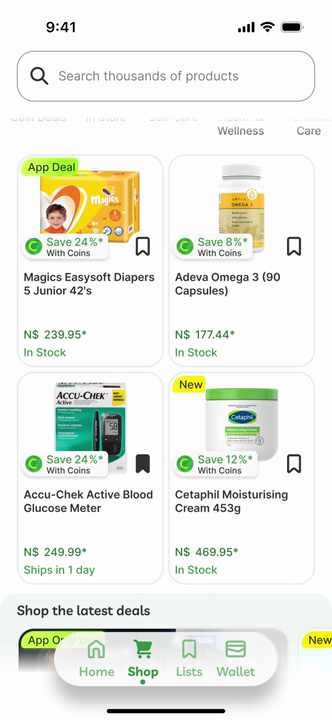 9:41
Search thousands of products
Coin Deals In Store Self-Care Health &
Wellness Care
App Deal
Magics
Save 24%*
With Coins
Magics Easysoft Diapers
5 Junior 42's
N$ 239.95*
In Stock
ADEVA
OMEGA 3
Save 8%*
With Coins
Adeva Omega 3 (90
Capsules)
N$ 177.44*
In Stock
ACCU-CHEK
Active
Save 24%*
With Coins
Accu-Chek Active Blood
Glucose Meter
N$ 249.99*
Ships in 1 day
New
Cetaphil
Moisturising Cream
Save 12%*
With Coins
Cetaphil Moisturising
Cream 453g
N$ 469.95*
In Stock
Shop the latest deals
App On
New
Home Shop Lists Wallet